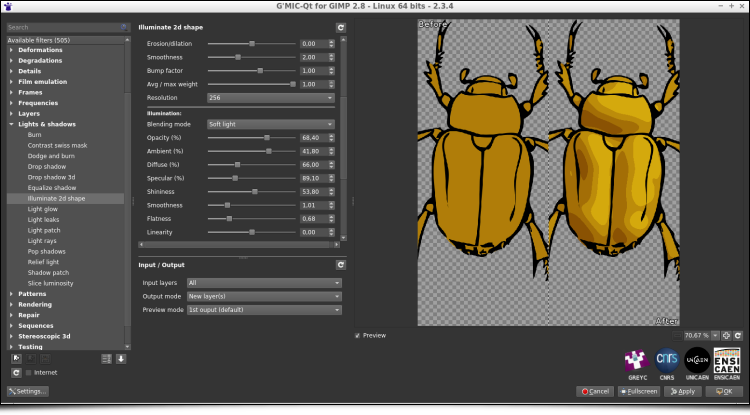 G'MIC-Qt for GIMP 2.8 - Linux 64 bits - 2.3.4
Search
Available filters (505)
Deformations
Degradations
Details
Film emulation
Frames
Frequencies
Layers
Lights & shadows
Burn
Contrast swiss mask
Dodge and burn
Drop shadow
Drop shadow 3d
Equalize shadow
Illuminate 2d shape
Light glow
Light leaks
Light patch
Light rays
Pop shadows
Relief light
Shadow patch
Slice luminosity
Patterns
Rendering
Repair
Sequences
Stereoscopic 3d
Testing
Internet
Settings...
Illuminate 2d shape
Erosion/dilation 0,00
Smoothness 2,00
Bump factor 1,00
Avg / max weight 1,00
Resolution 256
Illumination:
Blending mode Soft light
Opacity (%) 68,40
Ambient (%) 41,80
Diffuse (%) 66,00
Specular (%) 89,10
Shininess 53,80
Smoothness 1,01
Flatness 0,68
Linearity 0,00
Input / Output
Input layers All
Output mode New layer(s)
Preview mode 1st ouput (default)
Before
After
Preview
70,67 %
GREYC
CNRS
cnrs
UNICAEN
UNICAEN
ENSI
CAEN
ENSICAEN
Cancel
Fullscreen
Apply
OK